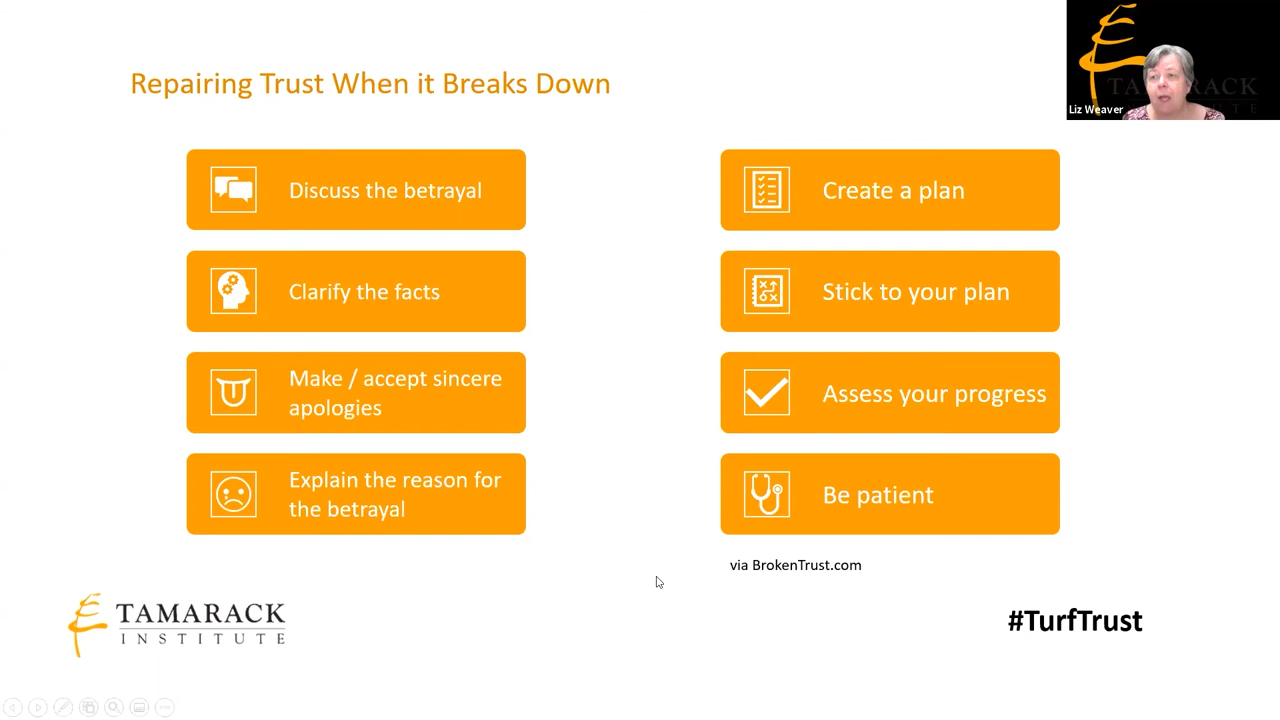 Repairing Trust When it Breaks Down
Liz Weaver
Discuss the betrayal
Clarify the facts
Make / accept sincere
apologies
Explain the reason for
the betrayal
Create a plan
Stick to your plan
Assess your progress
Be patient
via BrokenTrust.com
TAMARACK
INSTITUTE
#TurfTrust